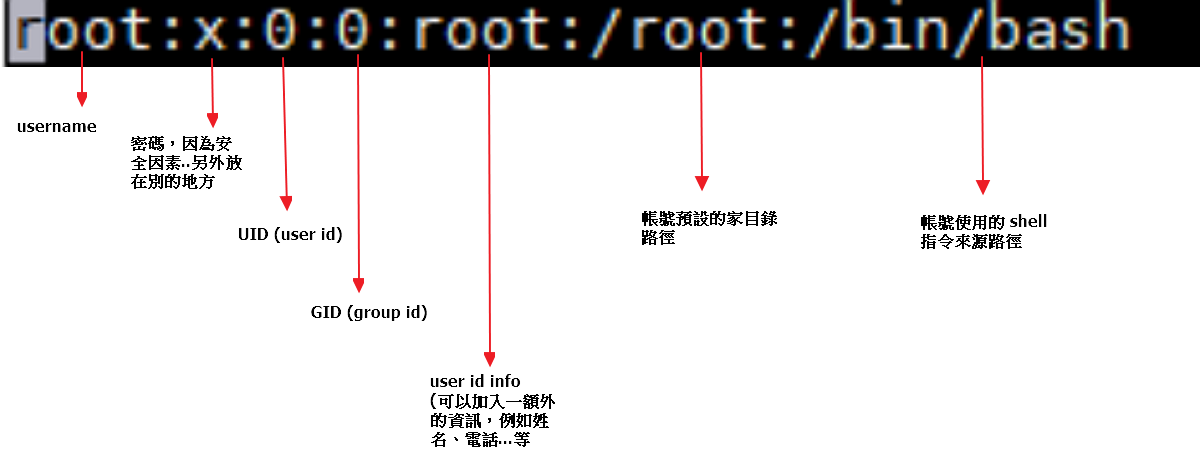 root:x:0:0:root:/root:/bin/bash
username
密碼，因為安
全因素..另外放
在別的地方
UID (user id)
GID (group id)
user id info
(可以加入一額外
的資訊，例如姓
名、電話...等
帳號預設的家目錄
路徑
帳號使用的 shell
指令來源路徑